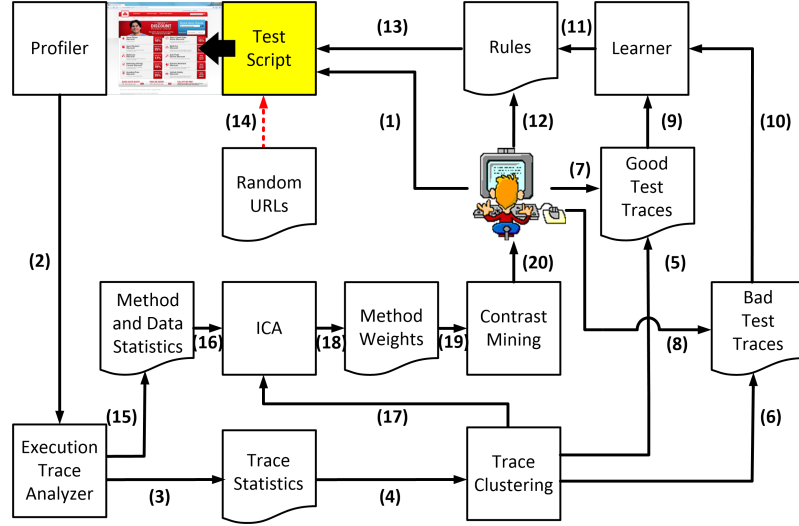 Profiler
DISCOUNT
Test
Script
(13)
Rules
(11)
Learner
(14)
(1)
(12)
(9)
(10)
Random
URLs
(7)
Good
Test
Traces
(2)
(20)
(5)
Method
and Data
Statistics
(16)
ICA
(18)
Method
Weights
(19)
Contrast
Mining
(8)
Bad
Test
Traces
(15)
(17)
(6)
Execution
Trace
Analyzer
(3)
Trace
Statistics
(4)
Trace
Clustering